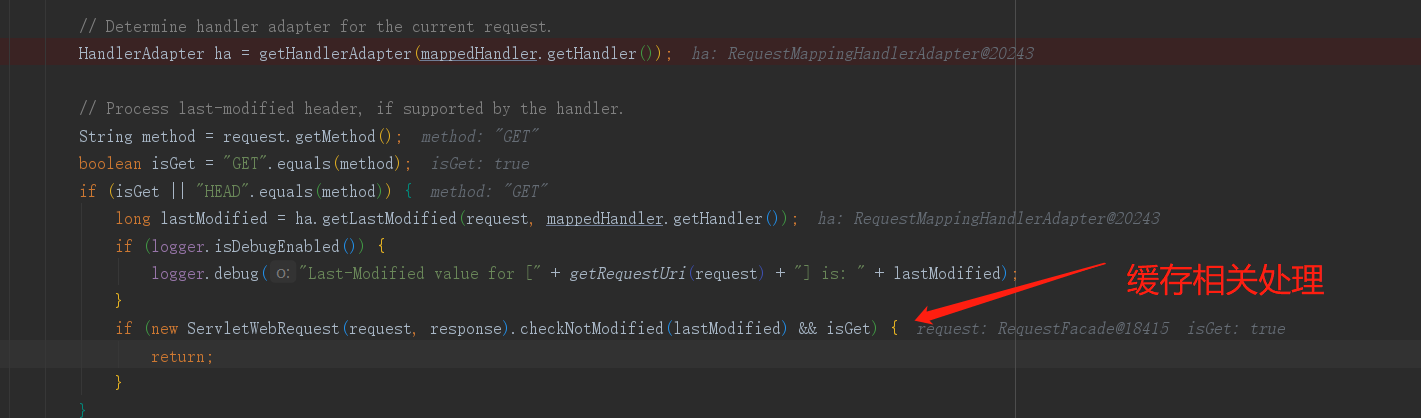 // Determine handler adapter for the current request.
HandlerAdapter ha = getHandlerAdapter(mappedHandler.getHandler()); ha: RequestMappingHandlerAdapter@20243
// Process last-modified header, if supported by the handler.
String method = request.getMethod(); method: "GET"
boolean isGet = "GET".equals(method); isGet: true
if (isGet || "HEAD".equals(method)) { method: "GET"
long lastModified = ha.getLastModified(request, mappedHandler.getHandler()); ha: RequestMappingHandlerAdapter@20243
if (logger.isDebugEnabled()) {
logger.debug( o: "Last-Modified value for [" + getRequestUri(request) + "] is: " + lastModified);
}
缓存相关处理
if (new ServletWebRequest(request, response).checkNotModified(lastModified) && isGet) { request: RequestFacade@18415 isGet: true
return;
}
}